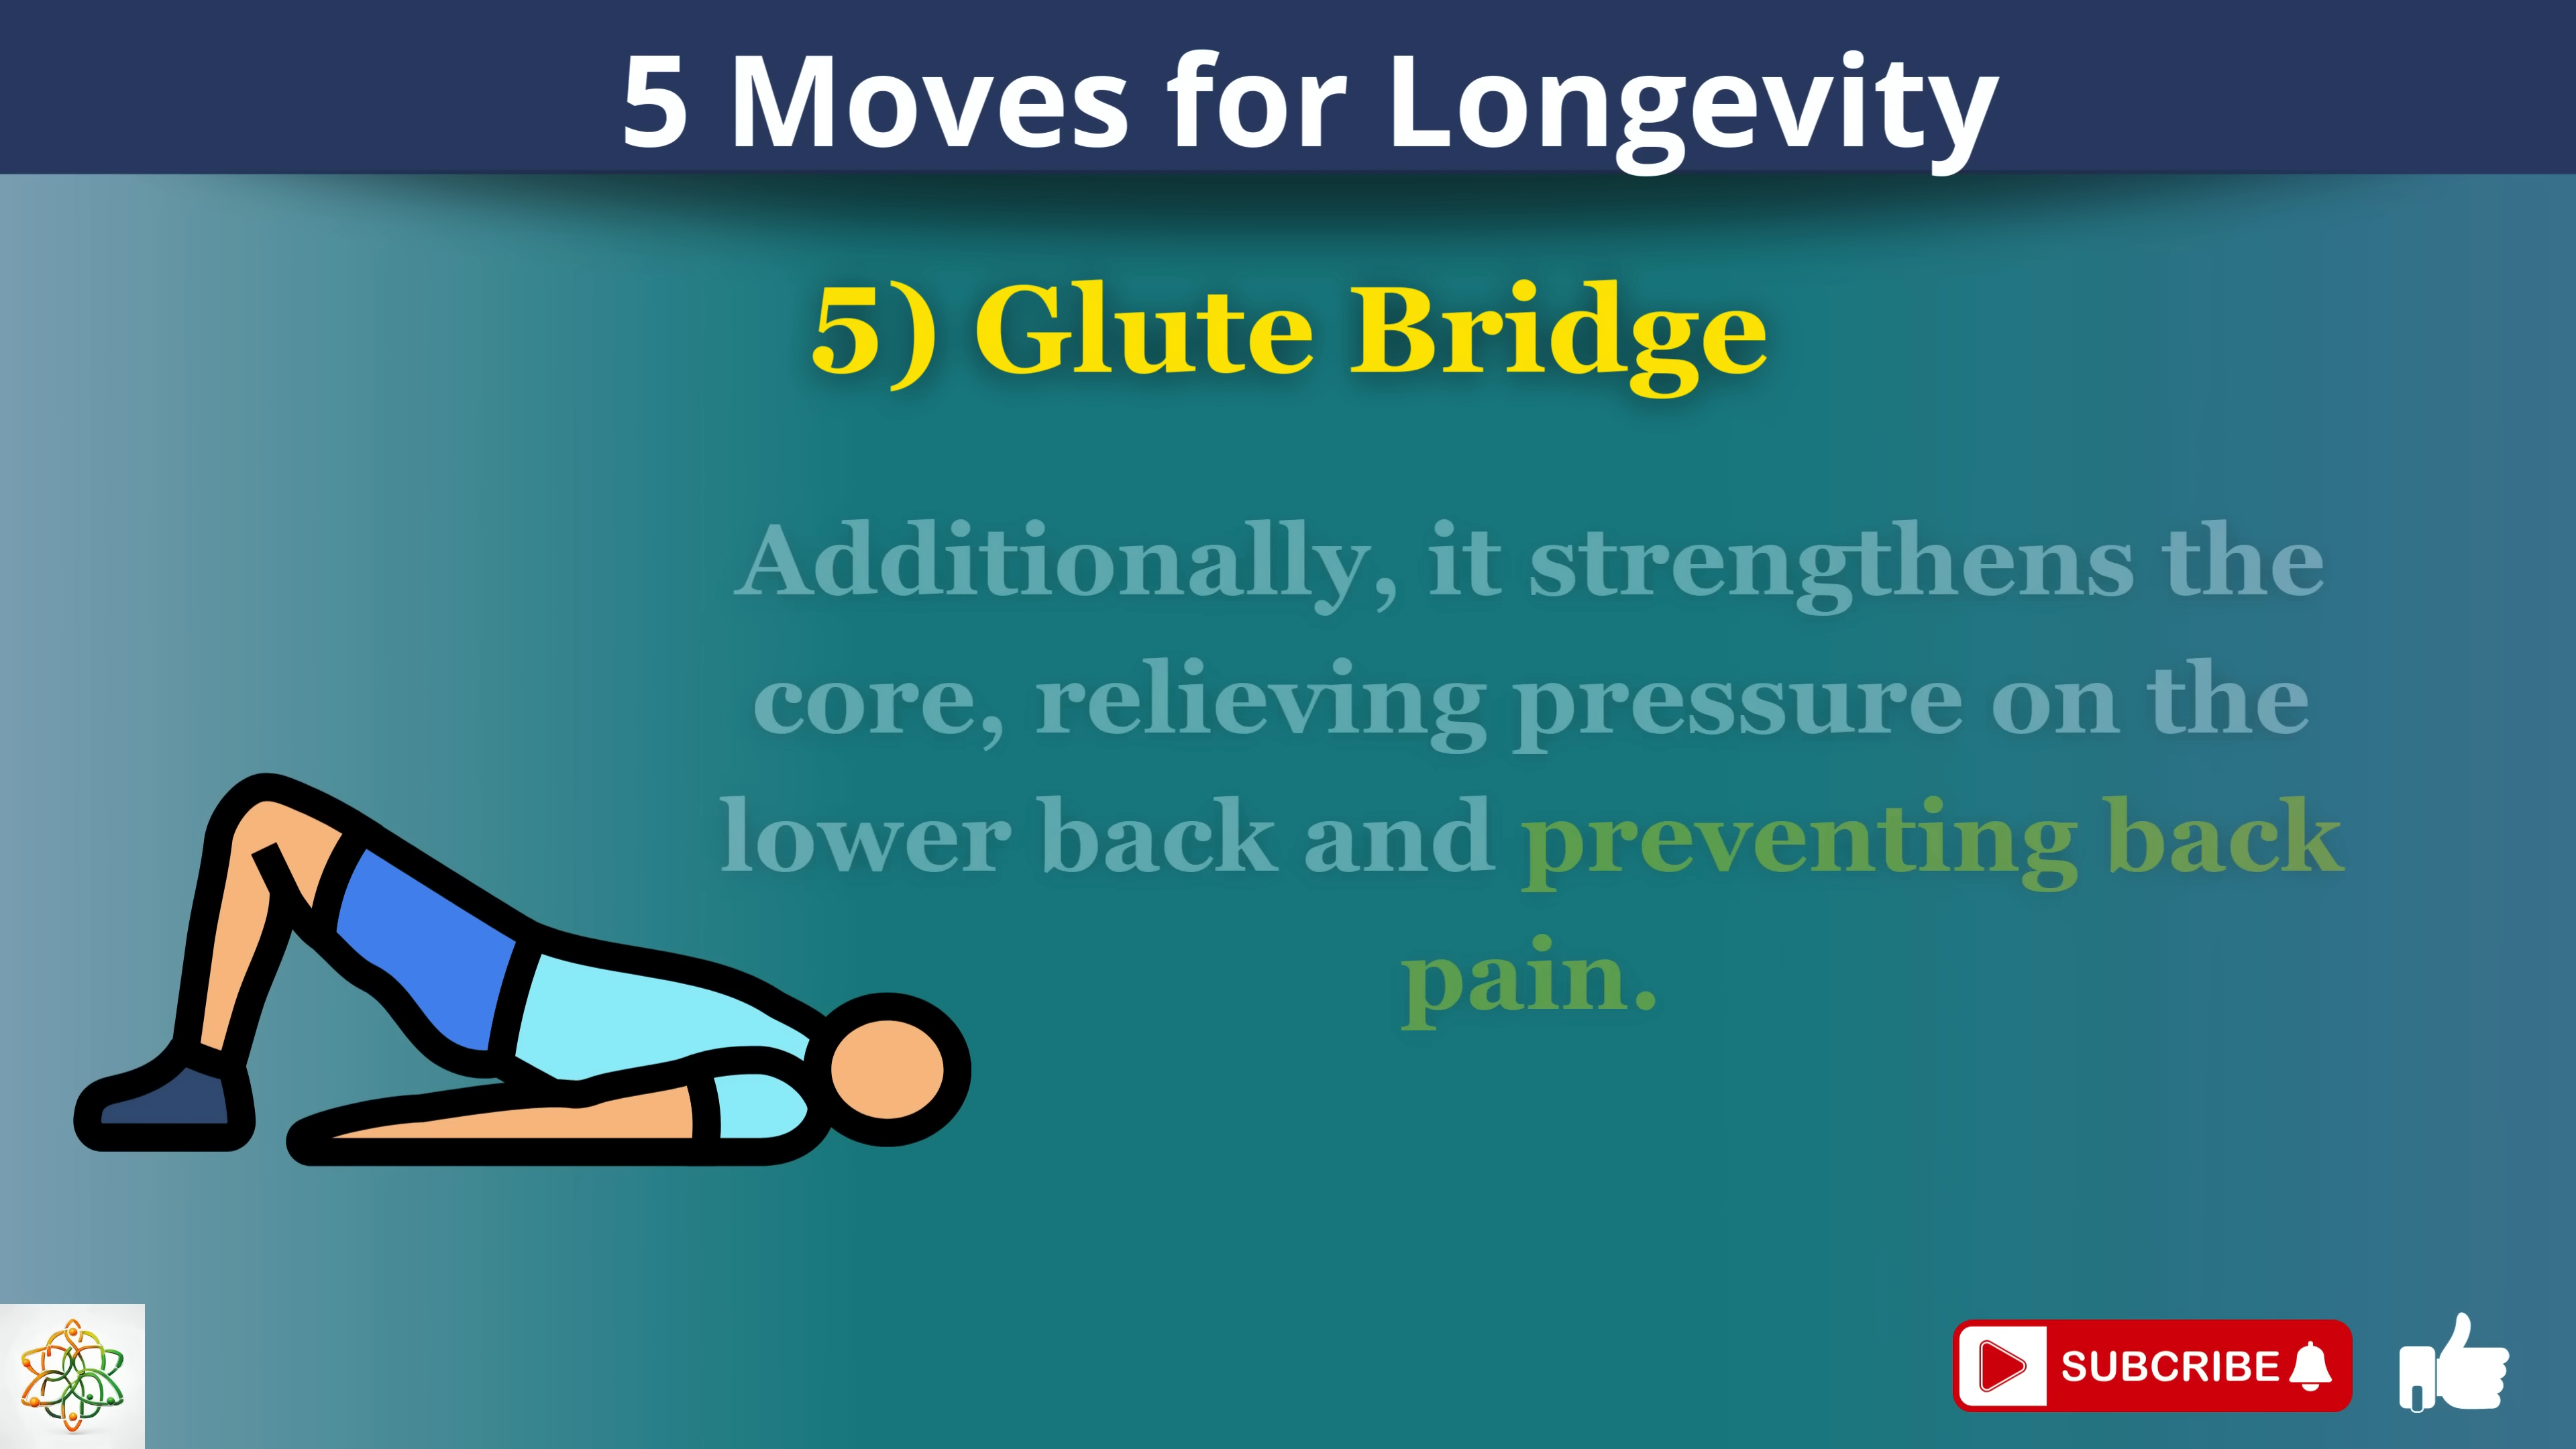 5 Moves for Longevity
5) Glute Bridge
Additionally, it strengthens the
core, relieving pressure on the
lower back and preventing back
pain.
SUBCRIBE